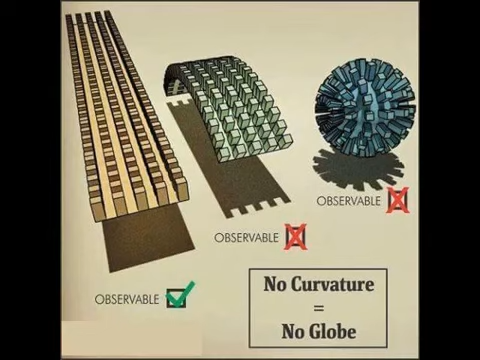 OBSERVABLE
OBSERVABLE
OBSERVABLE
No Curvature
=
No Globe